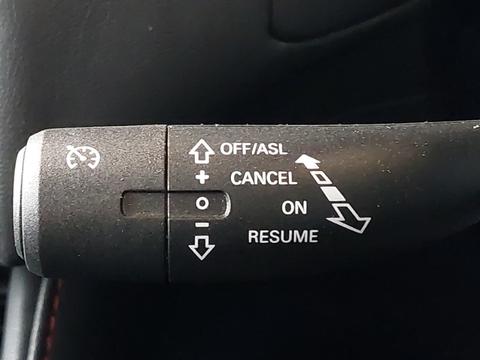 OFF/ASL
+ CANCEL
O ON
- RESUME